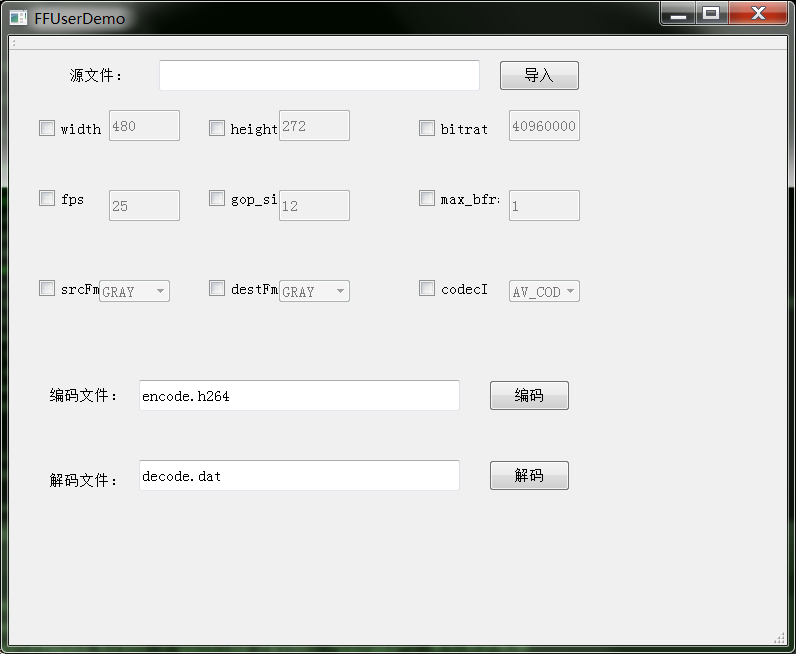 FFUserDemo
源文件： 导入
width 480 height 272 bitrat 40960000
fps 25 gop_si 12 max_bfr 1
srcFm GRAY destFm GRAY codecI AV_COD
编码文件： encode.h264 编码
解码文件： decode.dat 解码